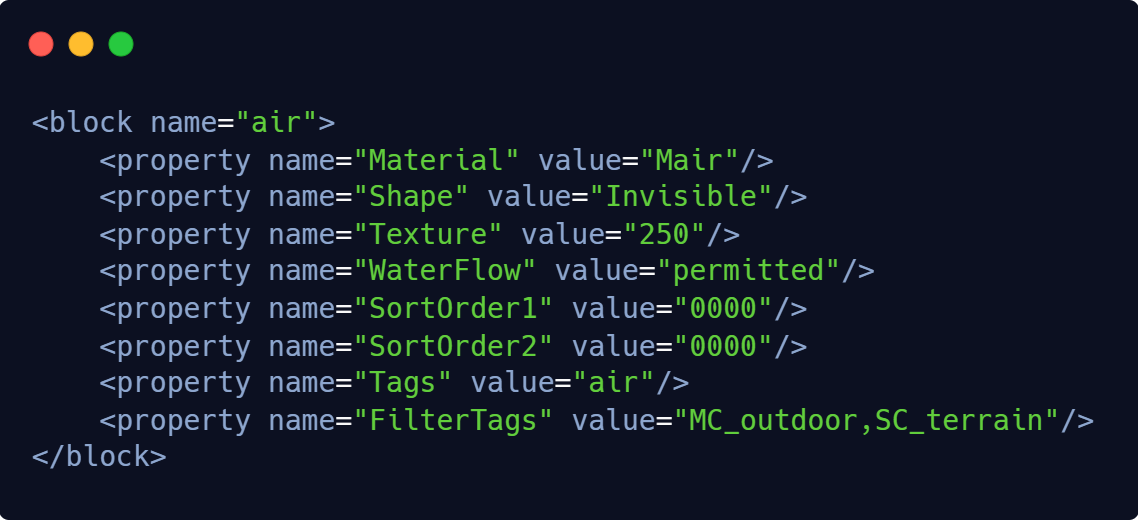 <block name="air">
    <property name="Material" value="Mair"/>
    <property name="Shape" value="Invisible"/>
    <property name="Texture" value="250"/>
    <property name="WaterFlow" value="permitted"/>
    <property name="SortOrder1" value="0000"/>
    <property name="SortOrder2" value="0000"/>
    <property name="Tags" value="air"/>
    <property name="FilterTags" value="MC_outdoor,SC_terrain"/>
</block>